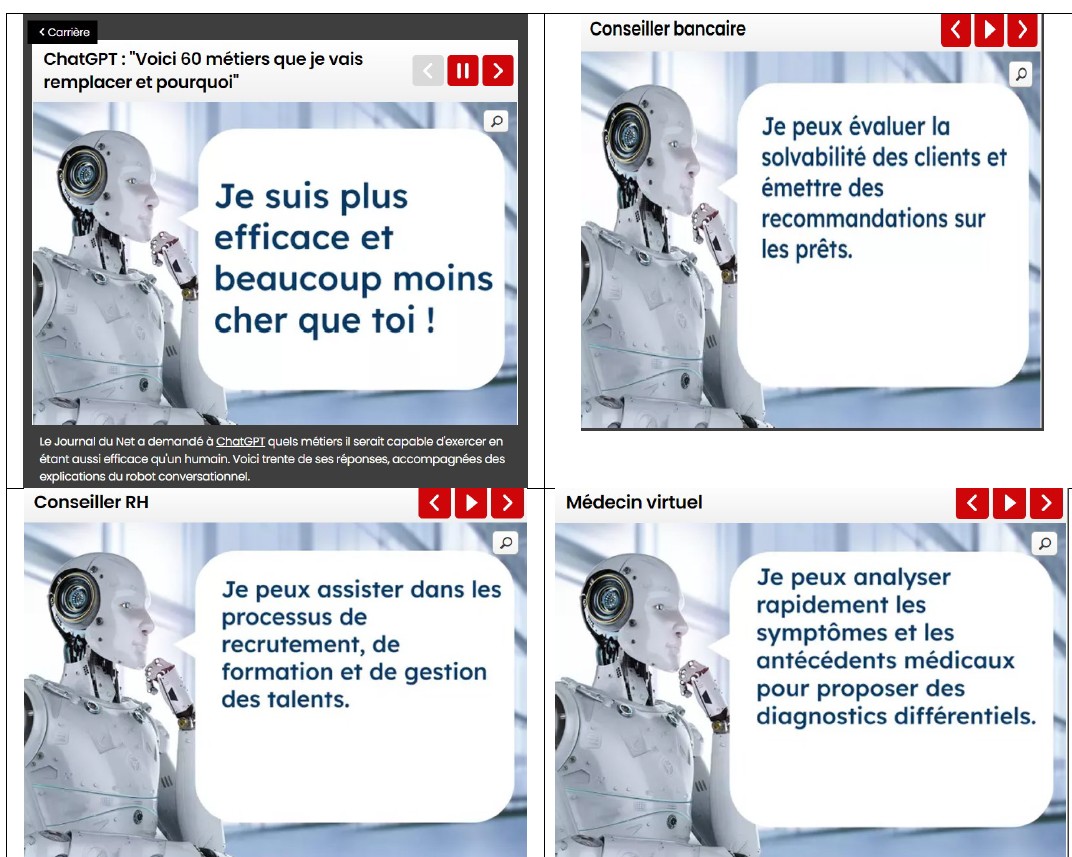 Carrière
ChatGPT : "Voici 60 métiers que je vais
remplacer et pourquoi"
Je suis plus
efficace et
beaucoup moins
cher que toi !
Le Journal du Net a demandé à ChatGPT quels métiers il serait capable d'exercer en
étant aussi efficace qu'un humain. Voici trente de ses réponses, accompagnées des
explications du robot conversationnel.
Conseiller bancaire
Je peux évaluer la
solvabilité des clients et
émettre des
recommandations sur
les prêts.
Conseiller RH
Je peux assister dans les
processus de
recrutement, de
formation et de gestion
des talents.
Médecin virtuel
Je peux analyser
rapidement les
symptômes et les
antécédents médicaux
pour proposer des
diagnostics différentiels.